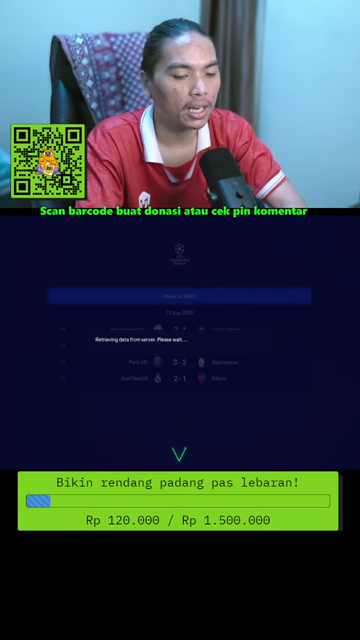 Scan barcode buat donasi atau cek pin komentar
FINAL SCORES
Retrieving data from server. Please wait...
Paris SG 3-2 Galatasaray
Real Madrid 2-1
Bikin rendang padang pas lebaran!
Rp 120.000 / Rp 1.500.000